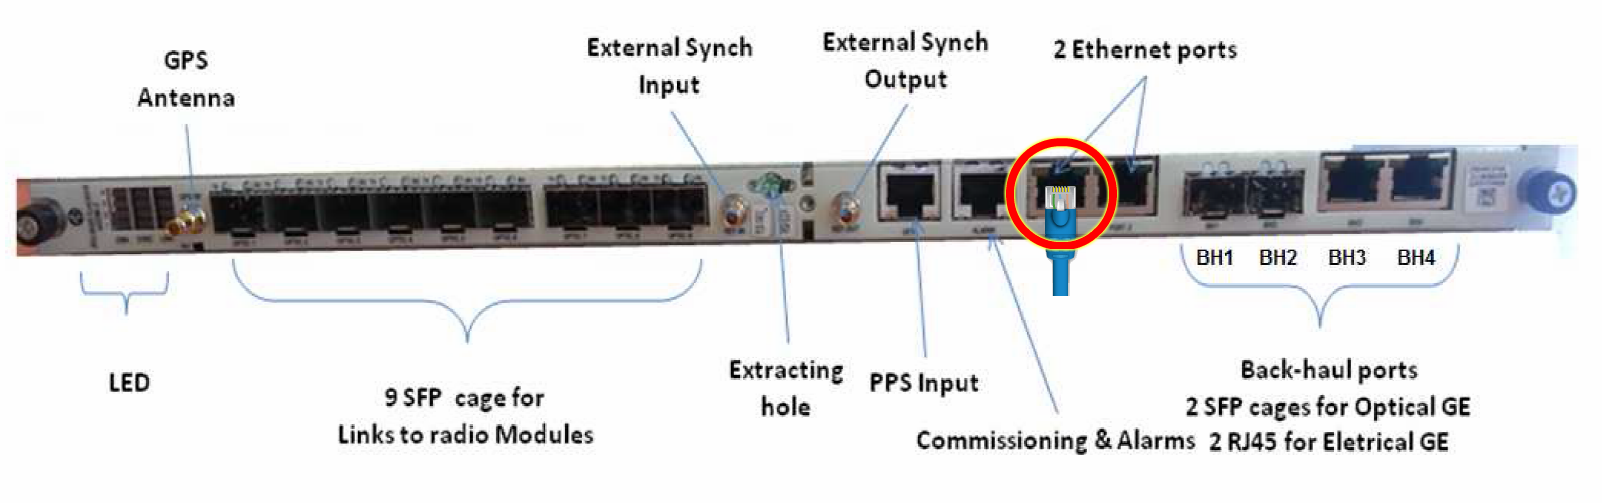 GPS
Antenna
External Synch
Input
External Synch
Output
2 Ethernet ports
BH1
BH2
BH3
BH4
LED
9 SFP cage for
Links to radio Modules
Extracting
hole
PPS Input
Commissioning & Alarms
Back-haul ports
2 SFP cages for Optical GE
2 RJ45 for Eletrical GE